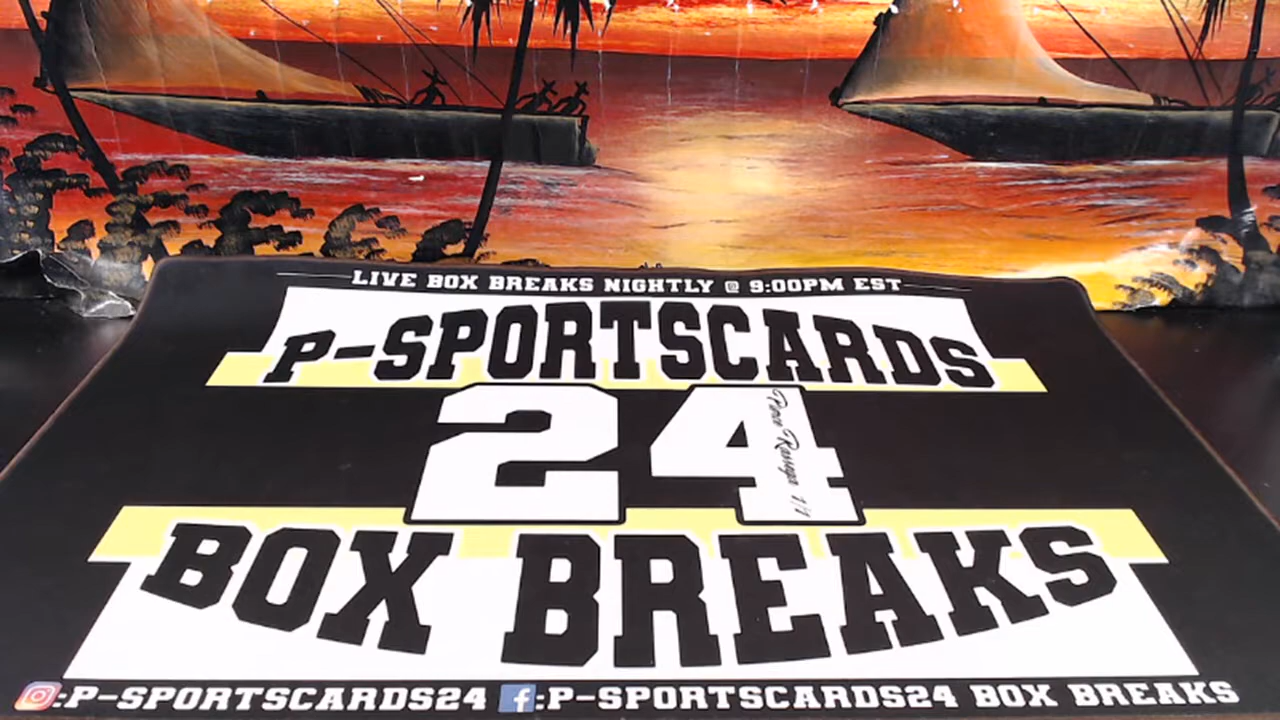 LIVE BOX BREAKS NIGHTLY @ 9:00PM EST
P-SPORTSCARDS
24
BOX BREAKS
:P-SPORTSCARDS24 :P-SPORTSCARDS24 BOX BREAKS